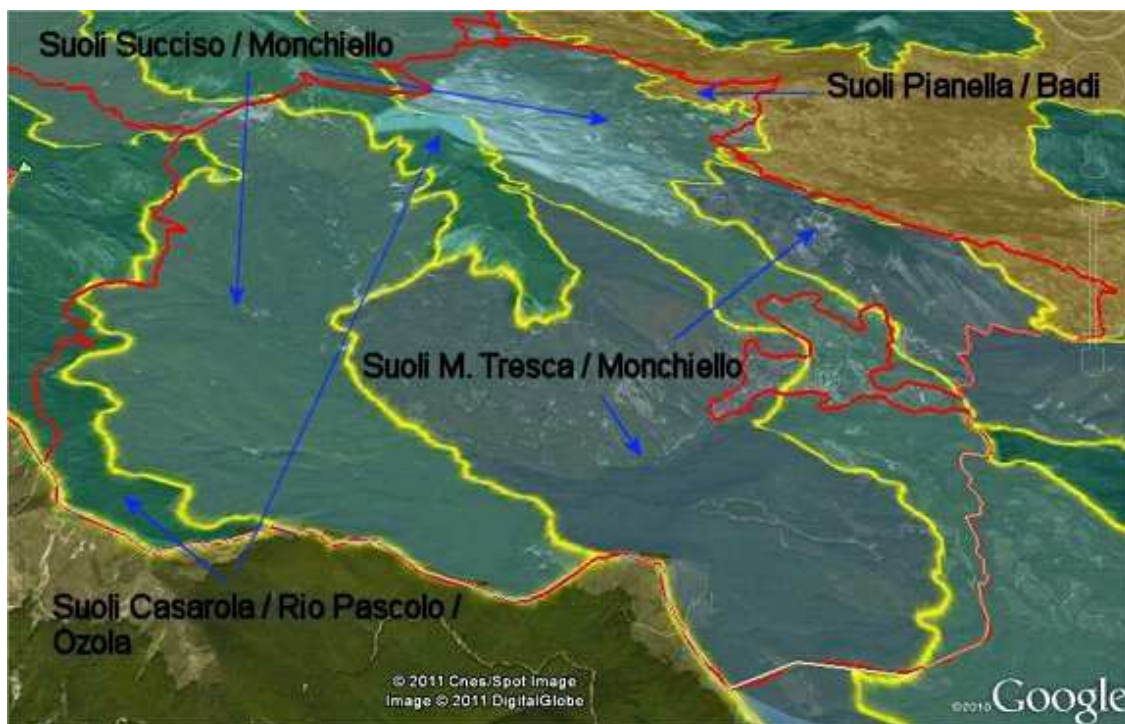 Suoli Succiso / Monchiello
Suoli Pianella / Badi
Suoli M. Tresca / Monchiello
Suoli Casarola / Rio Pascolo /
Ozola
© 2011 Cnes/Spot Image
Image © 2011 DigitalGlobe
©2010 Google